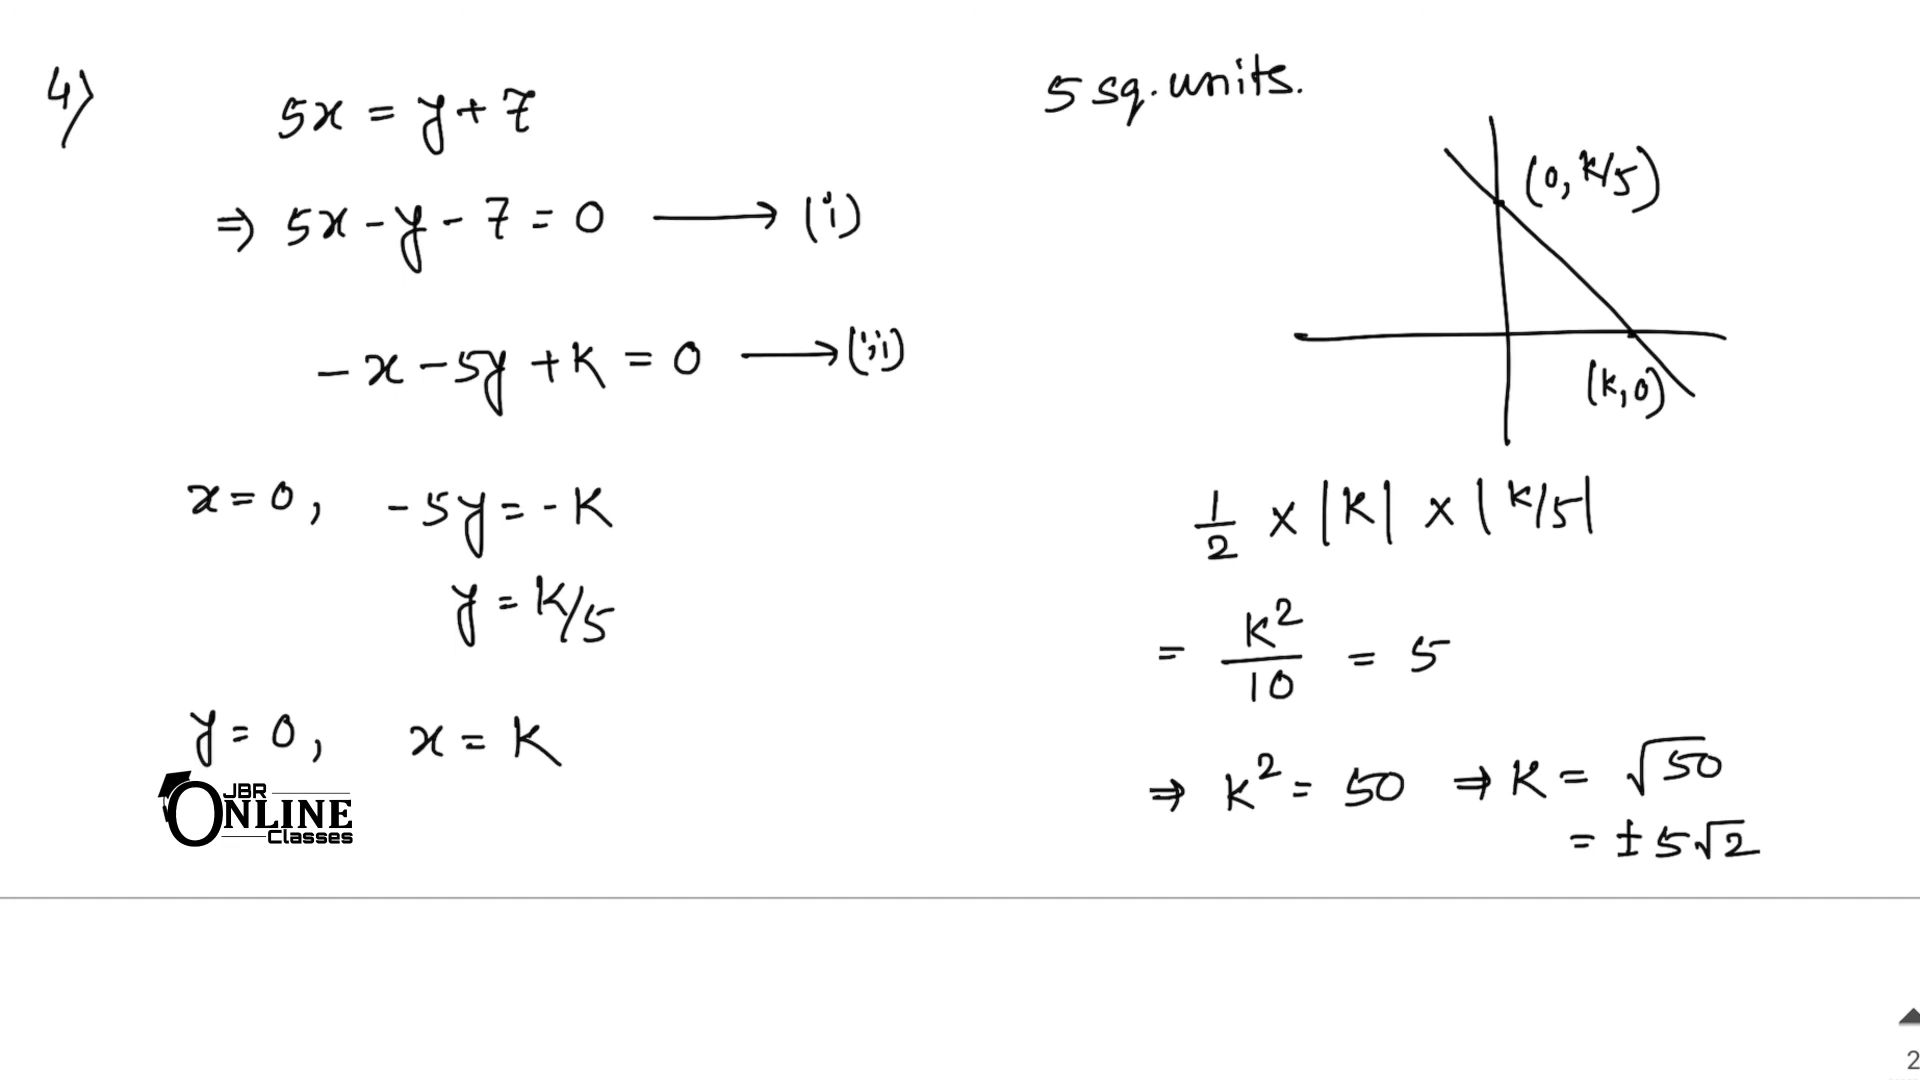 4)
5x = y + 7
⇒ 5x - y - 7 = 0 ⟶ (i)
-x - 5y + K = 0 ⟶ (ii)
x = 0, -5y = -K
y = K/5
y = 0, x = K
JBR
ONLINE
Classes
5 sq. units.
(0, K/5)
(K, 0)
1/2 × |K| × |K/5|
= K²/10 = 5
⇒ K² = 50 ⇒ K = √50
= ±5√2
2